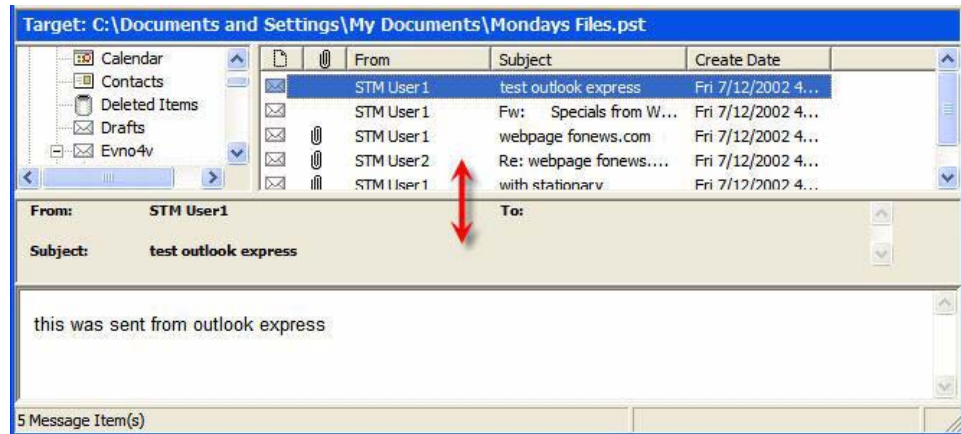 Target: C:\Documents and Settings\My Documents\Mondays Files.pst
Calendar
Contacts
Deleted Items
Drafts
Evno4v
From Subject Create Date
STM User1 test outlook express Fri 7/12/2002 4...
STM User1 Fw: Specials from W... Fri 7/12/2002 4...
STM User1 webpage fonews.com Fri 7/12/2002 4...
STM User2 Re: webpage fonews.... Fri 7/12/2002 4...
STM User1 with stationary Fri 7/12/2002 4...
From: STM User1 To:
Subject: test outlook express
this was sent from outlook express
5 Message Item(s)